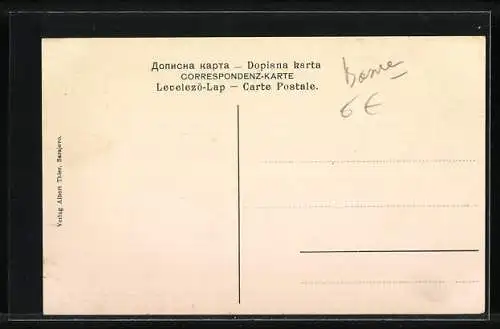 Дописна карта — Dopisna karta
CORRESPONDENZ-KARTE
Levelező-Lap — Carte Postale.
6 €
Verlag Albert Thier, Sarajevo.